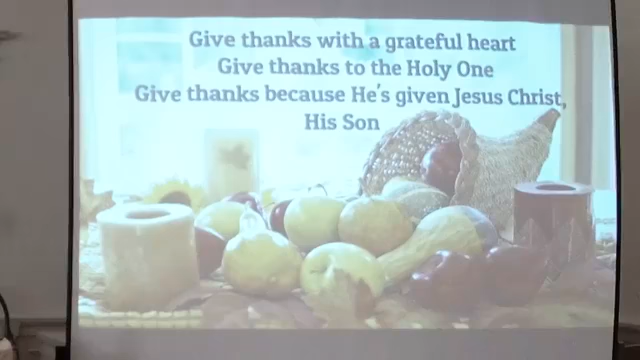 Give thanks with a grateful heart
Give thanks to the Holy One
Give thanks because He's given Jesus Christ,
His Son